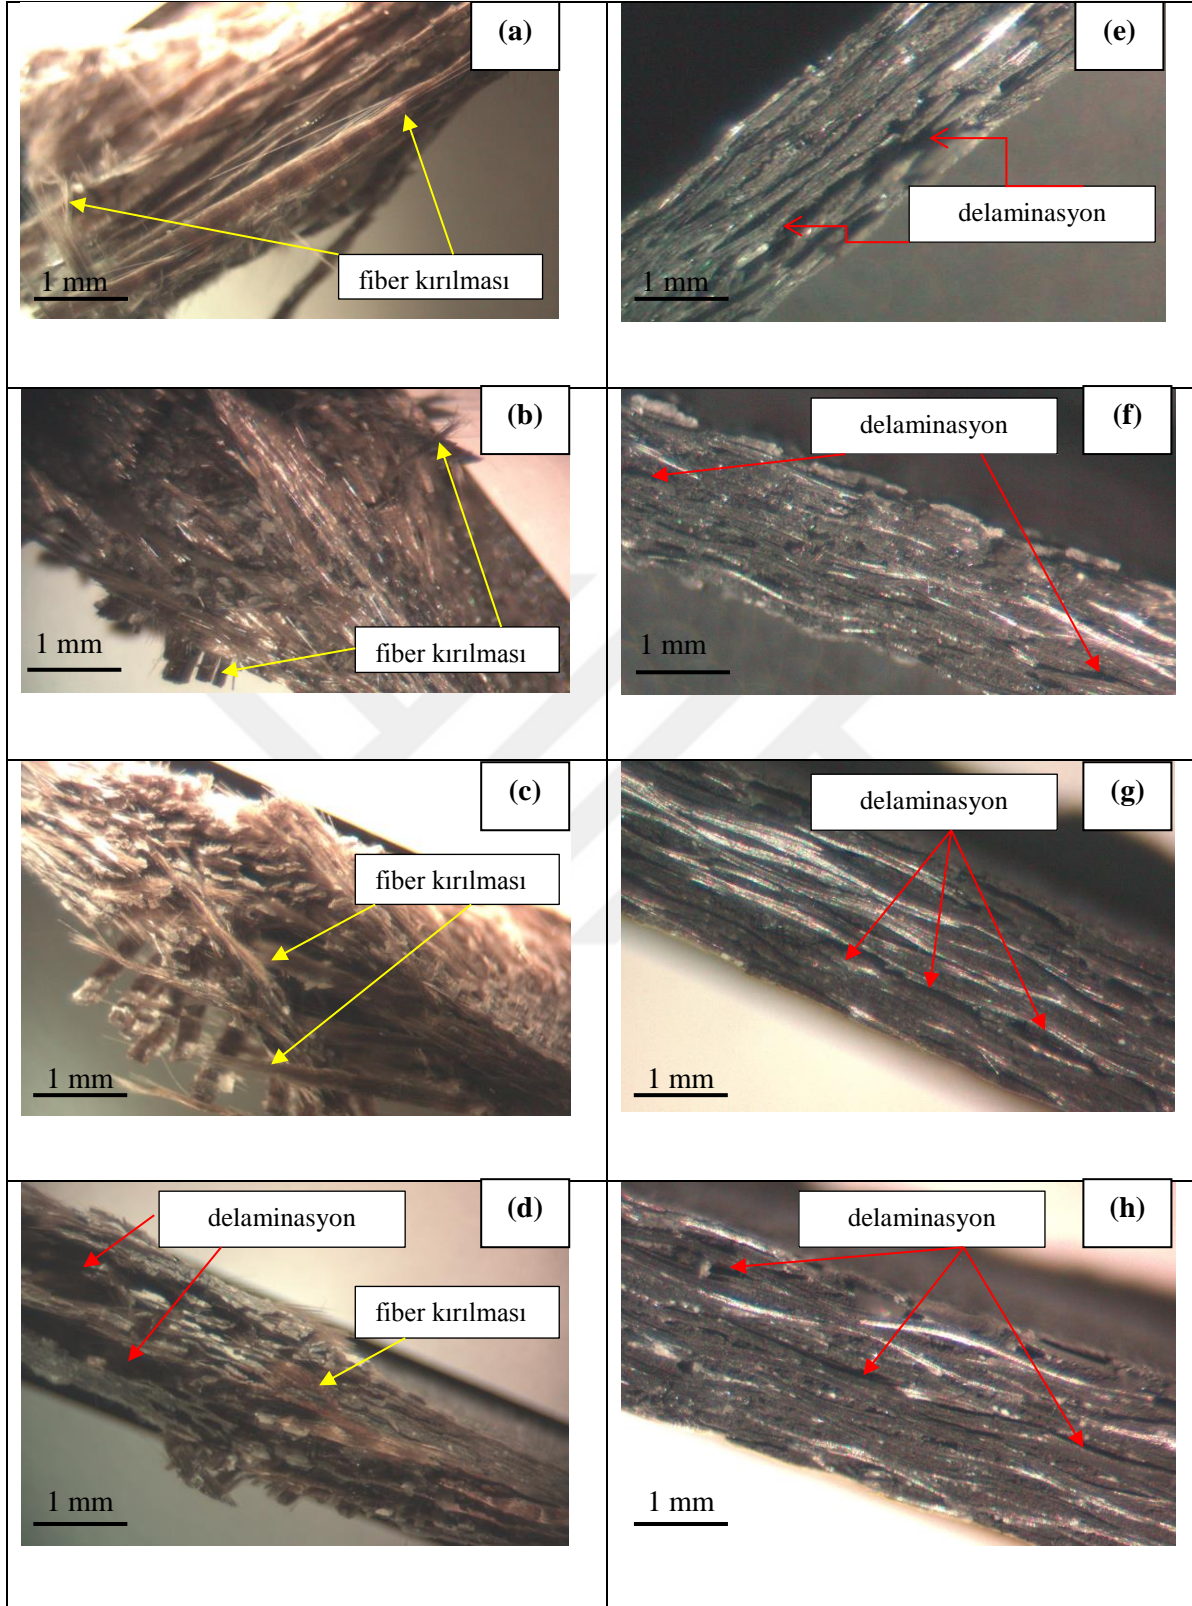 (a)
fiber kırılması
1 mm
(e)
delaminasyon
1 mm
(b)
fiber kırılması
1 mm
(f)
delaminasyon
1 mm
(c)
fiber kırılması
1 mm
(g)
delaminasyon
1 mm
(d)
delaminasyon
fiber kırılması
1 mm
(h)
delaminasyon
1 mm